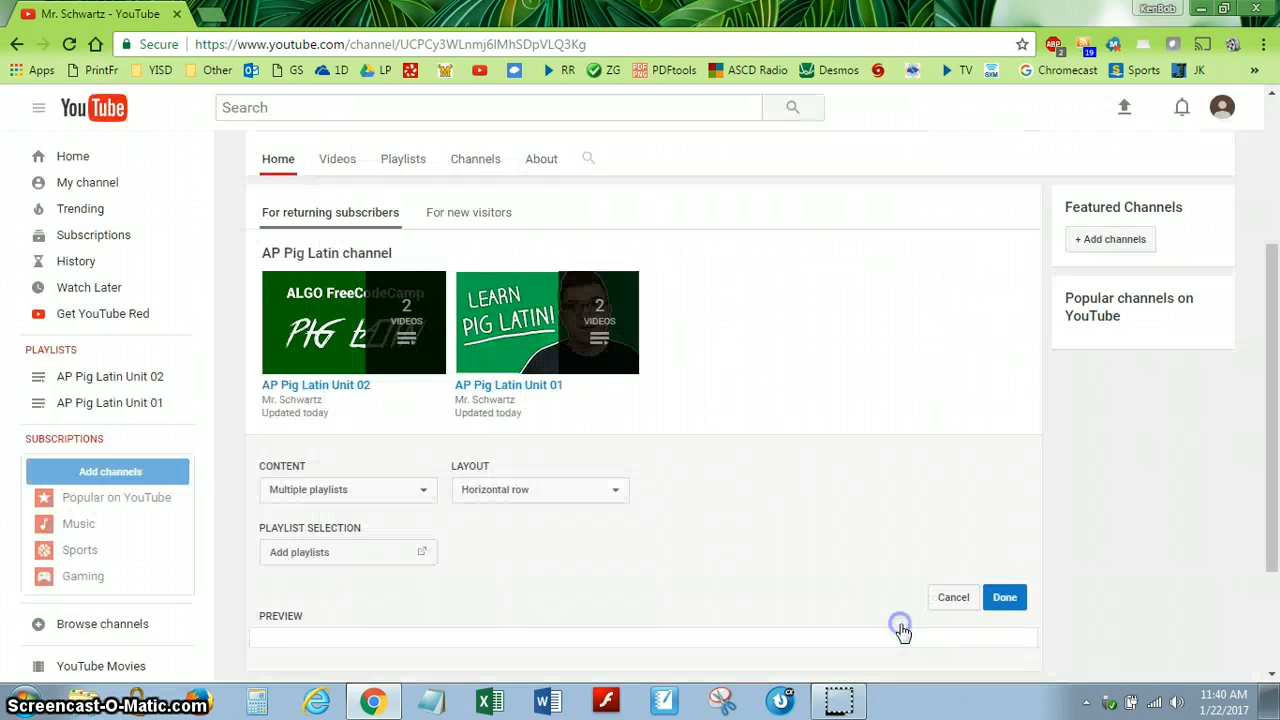 Mr. Schwartz - YouTube
KenBob
Secure
https://www.youtube.com/channel/UCPCy3WLnmj6IMhSDpVLQ3Kg
Apps PrintFr YISD Other GS 1D LP RR ZG PDFtools ASCD Radio Desmos TV Chromecast Sports JK »
YouTube
Search
Home Videos Playlists Channels About
Home
My channel
Trending
Subscriptions
History
Watch Later
Get YouTube Red
PLAYLISTS
AP Pig Latin Unit 02
AP Pig Latin Unit 01
SUBSCRIPTIONS
Add channels
Popular on YouTube
Music
Sports
Gaming
Browse channels
YouTube Movies
For returning subscribers For new visitors
AP Pig Latin channel
ALGO FreeCodeCamp
PIG LATIN
2
VIDEOS
LEARN
PIG LATIN!
2
VIDEOS
AP Pig Latin Unit 02
Mr. Schwartz
Updated today
AP Pig Latin Unit 01
Mr. Schwartz
Updated today
CONTENT
Multiple playlists
LAYOUT
Horizontal row
PLAYLIST SELECTION
Add playlists
Cancel Done
PREVIEW
Featured Channels
+ Add channels
Popular channels on
YouTube
Screencast-O-Matic.com
11:40 AM
1/22/2017